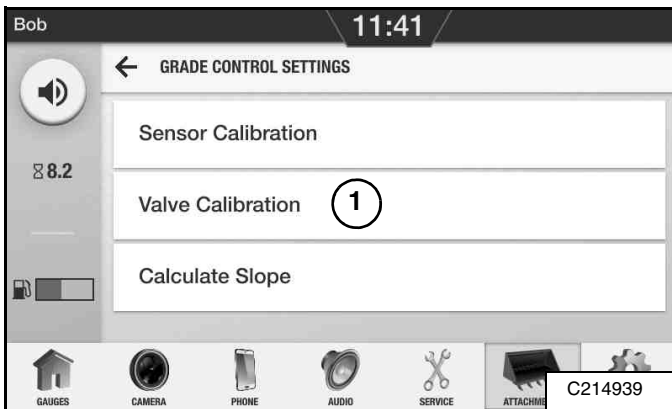 Bob
11:41
GRADE CONTROL SETTINGS
8.2
Sensor Calibration
Valve Calibration
1
Calculate Slope
GAUGES
CAMERA
PHONE
AUDIO
SERVICE
ATTACHME
C214939